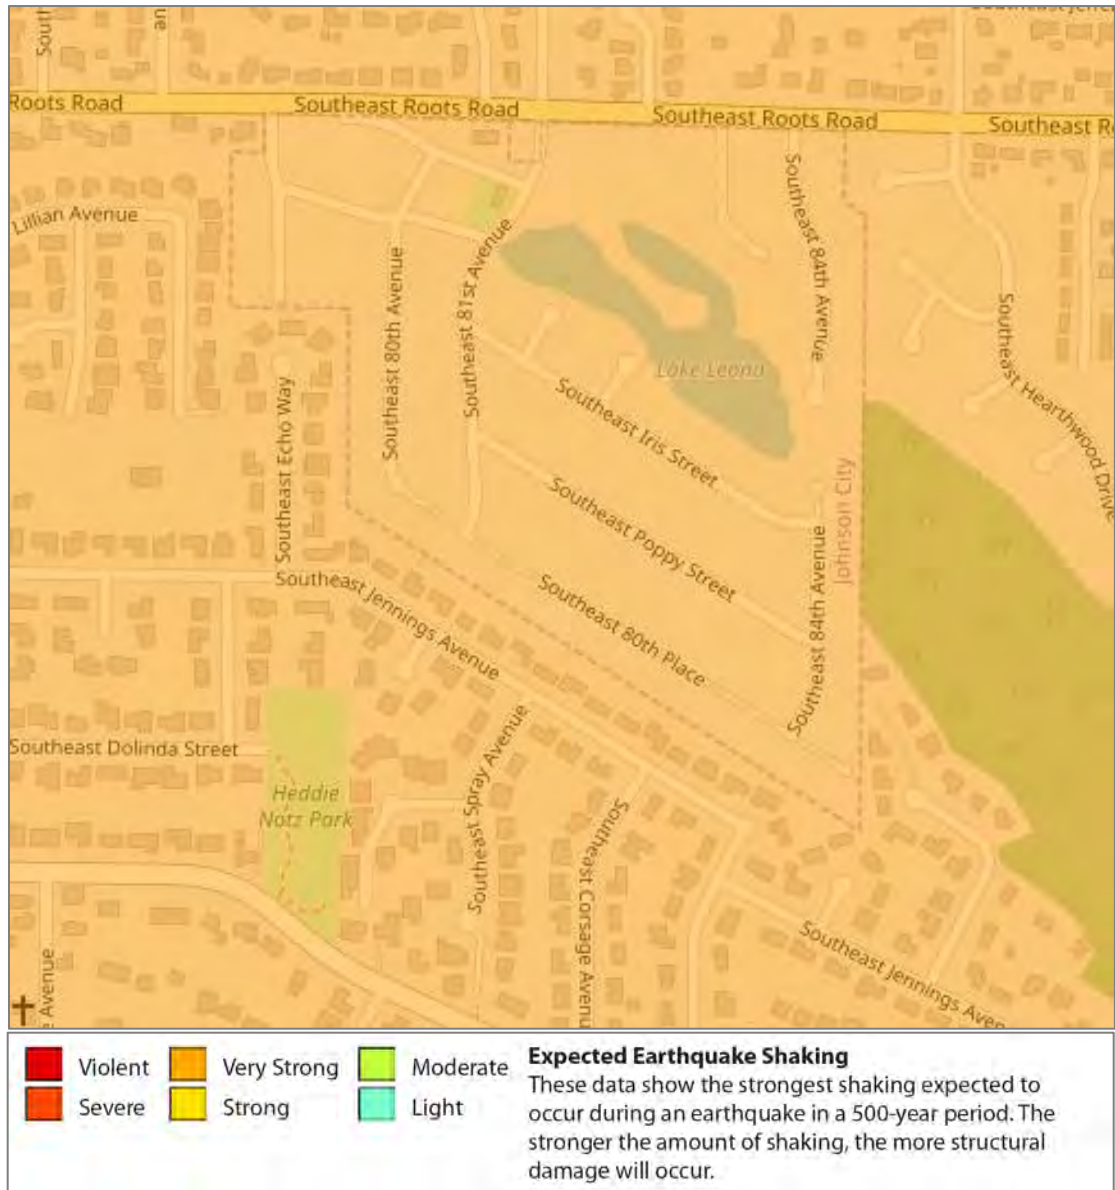 Roots Road
Southeast Roots Road
Southeast Roots Road
Lillian Avenue
Southeast 80th Avenue
Southeast 81st Avenue
Southeast 84th Avenue
Lake Leona
Southeast Hearthwood Drive
Southeast Echo Way
Southeast Iris Street
Southeast Poppy Street
Johnson City
Southeast 84th Avenue
Southeast Jennings Avenue
Southeast 80th Place
Southeast Dolinda Street
Heddie
Notz Park
Southeast Spray Avenue
Southeast Corsage Avenu
Southeast Jennings Aven
e Avenue
Violent
Very Strong
Moderate
Severe
Strong
Light
Expected Earthquake Shaking
These data show the strongest shaking expected to
occur during an earthquake in a 500-year period. The
stronger the amount of shaking, the more structural
damage will occur.